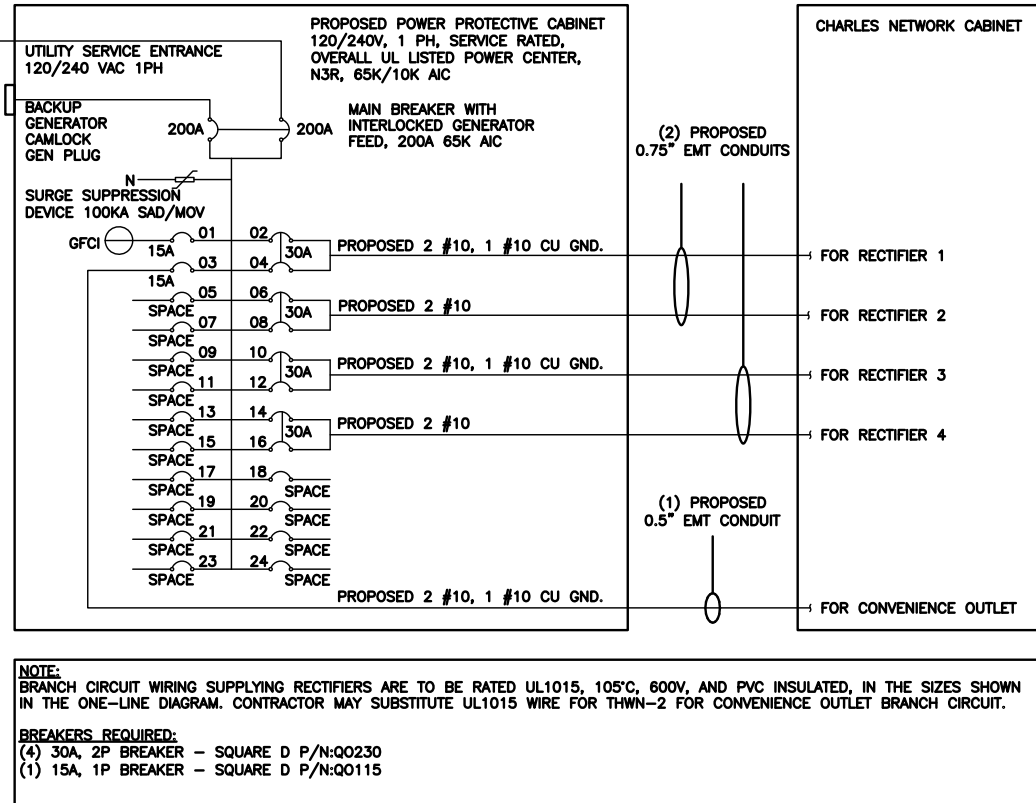 PROPOSED POWER PROTECTIVE CABINET
120/240V, 1 PH, SERVICE RATED,
OVERALL UL LISTED POWER CENTER,
N3R, 65K/10K AIC
CHARLES NETWORK CABINET
UTILITY SERVICE ENTRANCE
120/240 VAC 1PH
BACKUP
GENERATOR
CAMLOCK
GEN PLUG
200A
200A
MAIN BREAKER WITH
INTERLOCKED GENERATOR
FEED, 200A 65K AIC
(2) PROPOSED
0.75" EMT CONDUITS
N
SURGE SUPPRESSION
DEVICE 100KA SAD/MOV
GFCI
15A
01
02
30A
PROPOSED 2 #10, 1 #10 CU GND.
FOR RECTIFIER 1
15A
03
04
SPACE
05
06
30A
PROPOSED 2 #10
FOR RECTIFIER 2
SPACE
07
08
SPACE
09
10
30A
PROPOSED 2 #10, 1 #10 CU GND.
FOR RECTIFIER 3
SPACE
11
12
SPACE
13
14
30A
PROPOSED 2 #10
FOR RECTIFIER 4
SPACE
15
16
SPACE
17
18
SPACE
SPACE
19
20
SPACE
SPACE
21
22
SPACE
SPACE
23
24
SPACE
(1) PROPOSED
0.5" EMT CONDUIT
PROPOSED 2 #10, 1 #10 CU GND.
FOR CONVENIENCE OUTLET
NOTE:
BRANCH CIRCUIT WIRING SUPPLYING RECTIFIERS ARE TO BE RATED UL1015, 105°C, 600V, AND PVC INSULATED, IN THE SIZES SHOWN
IN THE ONE-LINE DIAGRAM. CONTRACTOR MAY SUBSTITUTE UL1015 WIRE FOR THWN-2 FOR CONVENIENCE OUTLET BRANCH CIRCUIT.
BREAKERS REQUIRED:
(4) 30A, 2P BREAKER - SQUARE D P/N:QO230
(1) 15A, 1P BREAKER - SQUARE D P/N:QO115